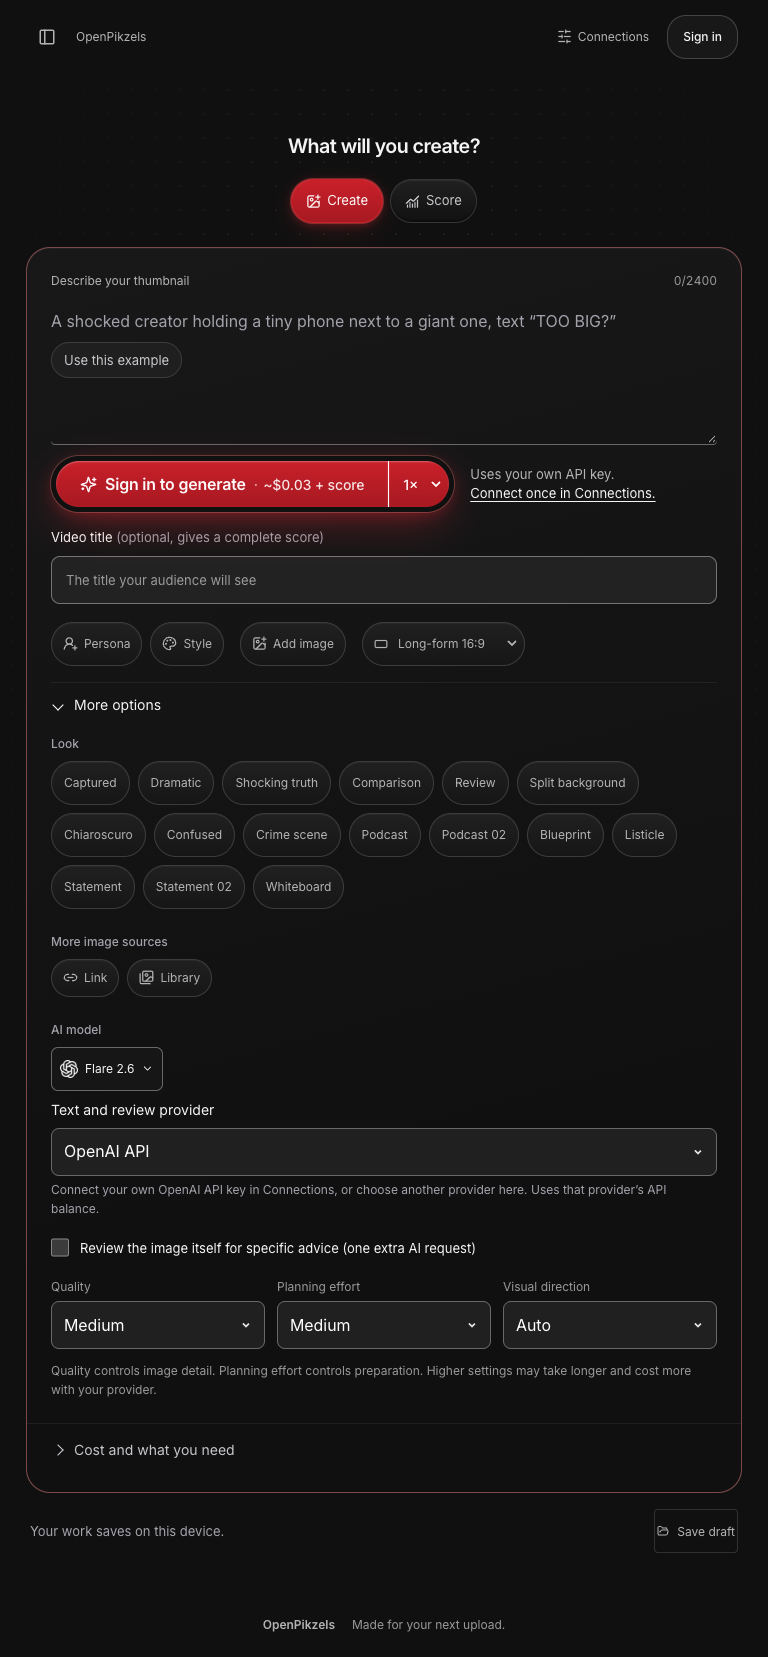 OpenPikzels
Connections
Sign in
What will you create?
Create
Score
Describe your thumbnail
0/2400
A shocked creator holding a tiny phone next to a giant one, text “TOO BIG?”
Use this example
Sign in to generate · ~$0.03 + score
1×
Uses your own API key.
Connect once in Connections.
Video title (optional, gives a complete score)
The title your audience will see
Persona
Style
Add image
Long-form 16:9
More options
Look
Captured
Dramatic
Shocking truth
Comparison
Review
Split background
Chiaroscuro
Confused
Crime scene
Podcast
Podcast 02
Blueprint
Listicle
Statement
Statement 02
Whiteboard
More image sources
Link
Library
AI model
Flare 2.6
Text and review provider
OpenAI API
Connect your own OpenAI API key in Connections, or choose another provider here. Uses that provider’s API
balance.
Review the image itself for specific advice (one extra AI request)
Quality
Planning effort
Visual direction
Medium
Medium
Auto
Quality controls image detail. Planning effort controls preparation. Higher settings may take longer and cost more
with your provider.
Cost and what you need
Your work saves on this device.
Save draft
OpenPikzels
Made for your next upload.